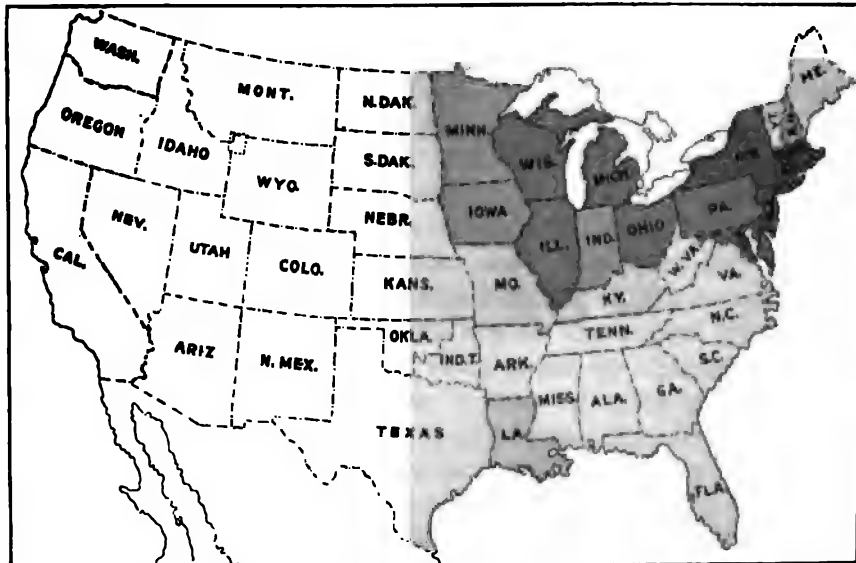 WASH.
MONT.
N.DAK.
MINN.
ME.
OREGON
IDAHO
S.DAK.
WIS.
MICH.
N.Y.
WYO.
NEBR.
IOWA
PA.
NEV.
UTAH
COLO.
ILL.
IND.
OHIO
W.VA.
VA.
CAL.
KANS.
MO.
KY.
N.C.
TENN.
OKLA.
IND.T.
ARK.
S.C.
ARIZ
N.MEX.
MISS.
ALA.
GA.
TEXAS
LA.
FLA.